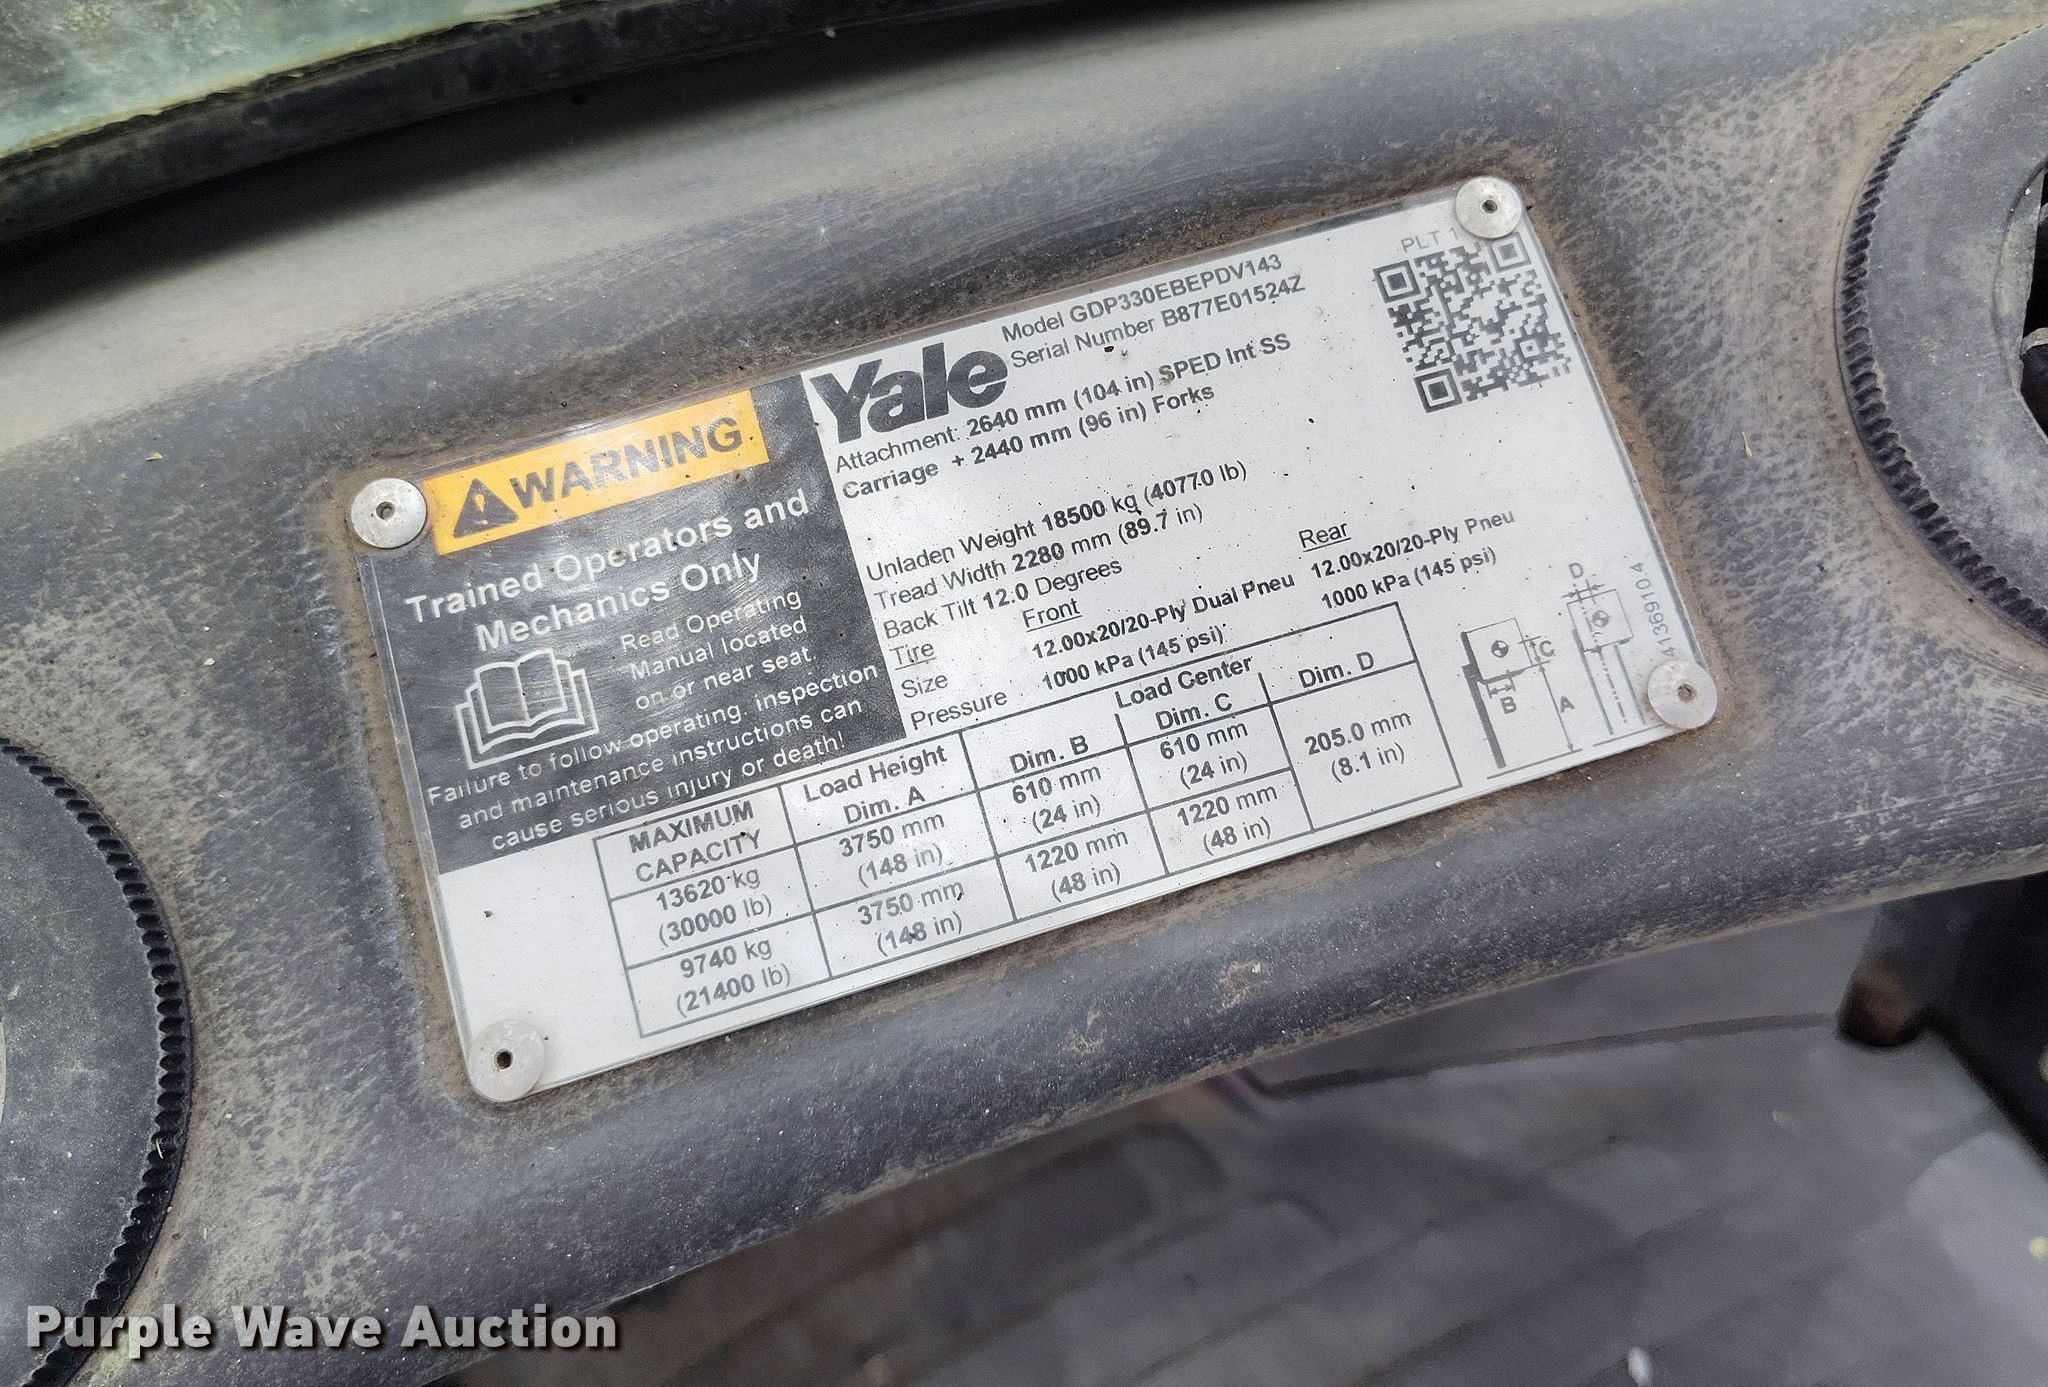 WARNING
Trained Operators and
Mechanics Only
Read Operating
Manual located
on or near seat.
Failure to follow operating, inspection
and maintenance instructions can
cause serious injury or death!
Yale
Model GDP330EBEPDV143
Serial Number B877E01524Z
PLT
Attachment: 2640 mm (104 in) SPED Int SS
Carriage + 2440 mm (96 in) Forks
Unladen Weight 18500 kg (40770 lb)
Tread Width 2280 mm (89.7 in)
Back Tilt 12.0 Degrees
Tire Front Rear
Size 12.00x20/20-Ply Dual Pneu 12.00x20/20-Ply Pneu
Pressure 1000 kPa (145 psi) 1000 kPa (145 psi)
MAXIMUM CAPACITY
Load Height Dim. A
Load Center
Dim. B Dim. C Dim. D
13620 kg 3750 mm 610 mm 610 mm 205.0 mm
(30000 lb) (148 in) (24 in) (24 in) (8.1 in)
9740 kg 3750 mm 1220 mm 1220 mm
(21400 lb) (148 in) (48 in) (48 in)
B
C
A
D
41369104
Purple Wave Auction